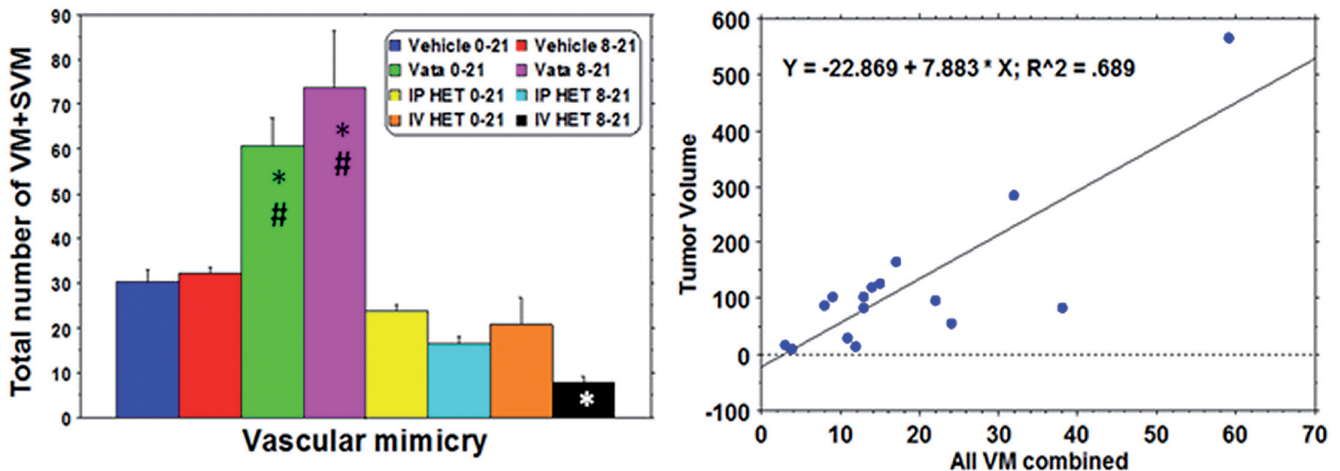 Total number of VM+SVM
90
80
70
60
50
40
30
20
10
0
Vehicle 0-21 Vehicle 8-21
Vata 0-21 Vata 8-21
IP HET 0-21 IP HET 8-21
IV HET 0-21 IV HET 8-21
*
#
*
#
*
Vascular mimicry
Tumor Volume
600
500
400
300
200
100
0
-100
Y = -22.869 + 7.883 * X; R^2 = .689
0 10 20 30 40 50 60 70
All VM combined